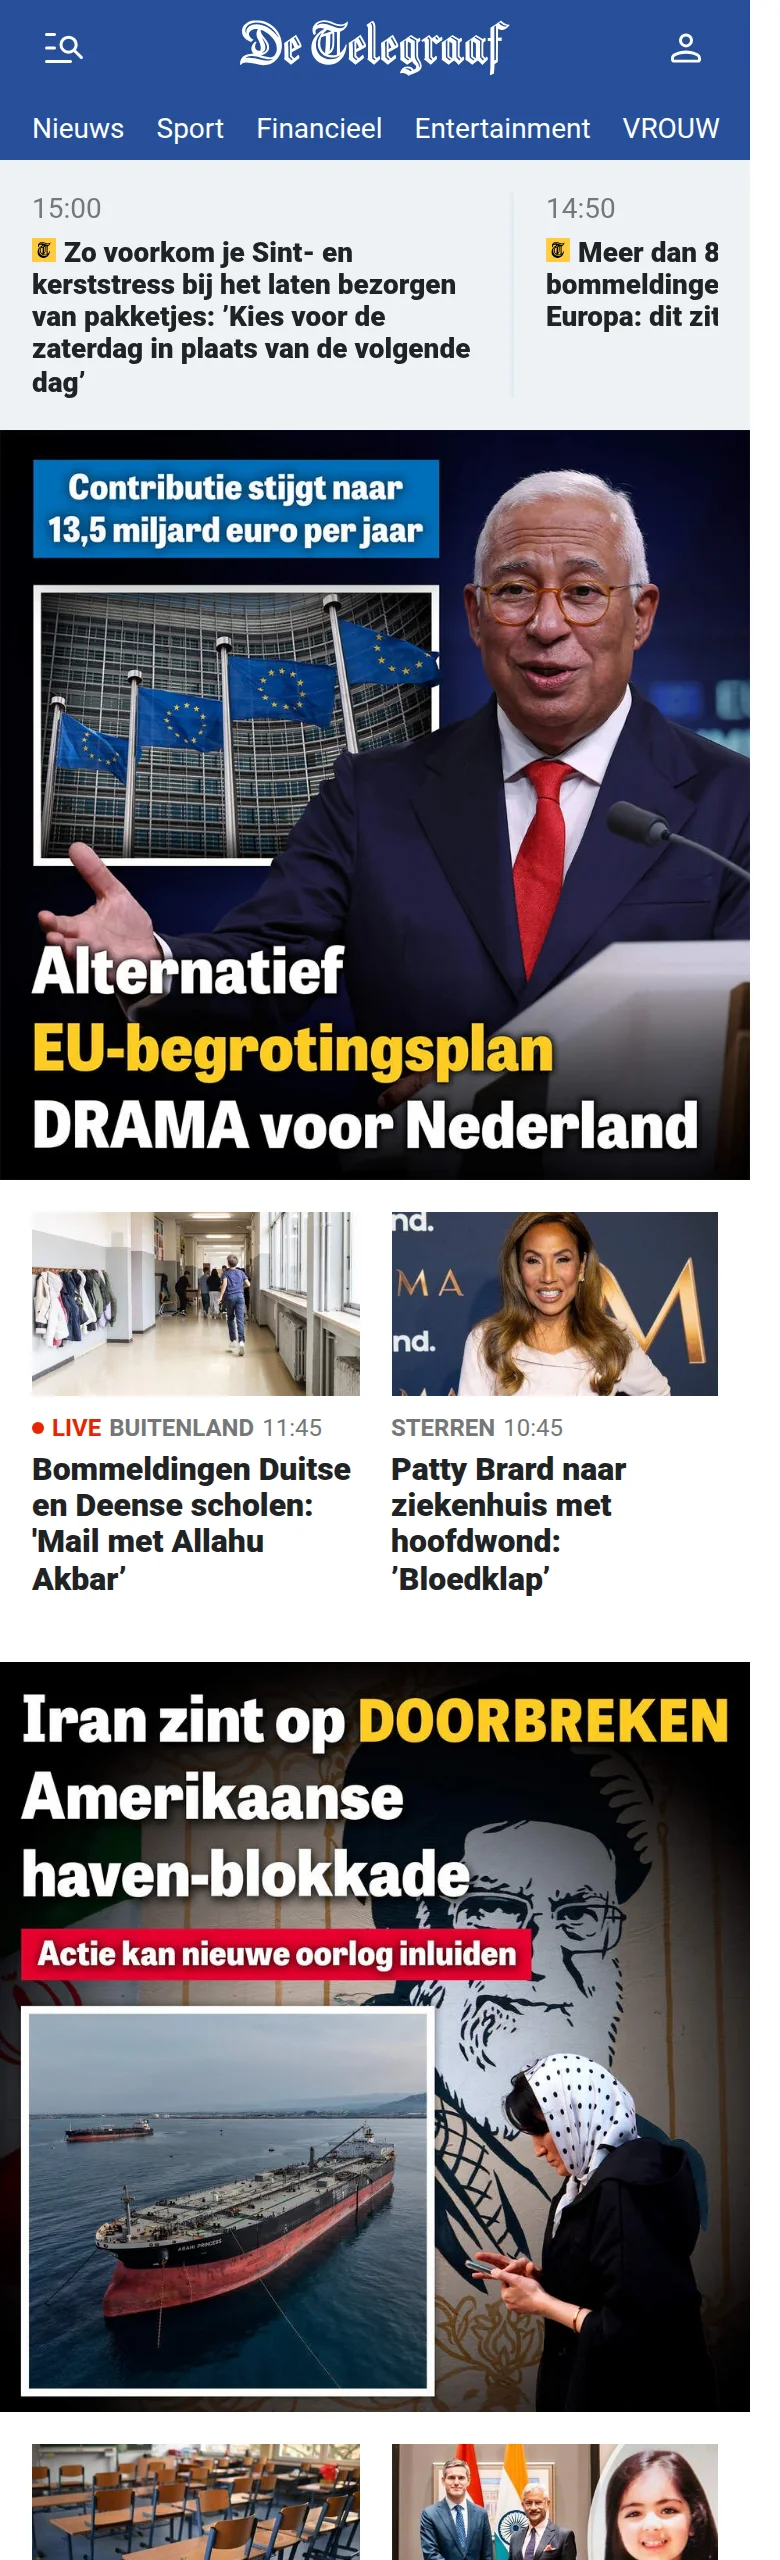 De Telegraaf
Nieuws Sport Financieel Entertainment VROUW
15:00
Zo voorkom je Sint- en
kerststress bij het laten bezorgen
van pakketjes: ’Kies voor de
zaterdag in plaats van de volgende
dag’
14:50
Meer dan 8
bommeldinge
Europa: dit zit
Contributie stijgt naar
13,5 miljard euro per jaar
Alternatief
EU-begrotingsplan
DRAMA voor Nederland
nd.
MA
M
nd.
LIVE BUITENLAND 11:45
Bommeldingen Duitse
en Deense scholen:
'Mail met Allahu
Akbar’
STERREN 10:45
Patty Brard naar
ziekenhuis met
hoofdwond:
’Bloedklap’
Iran zint op DOORBREKEN
Amerikaanse
haven-blokkade
Actie kan nieuwe oorlog inluiden